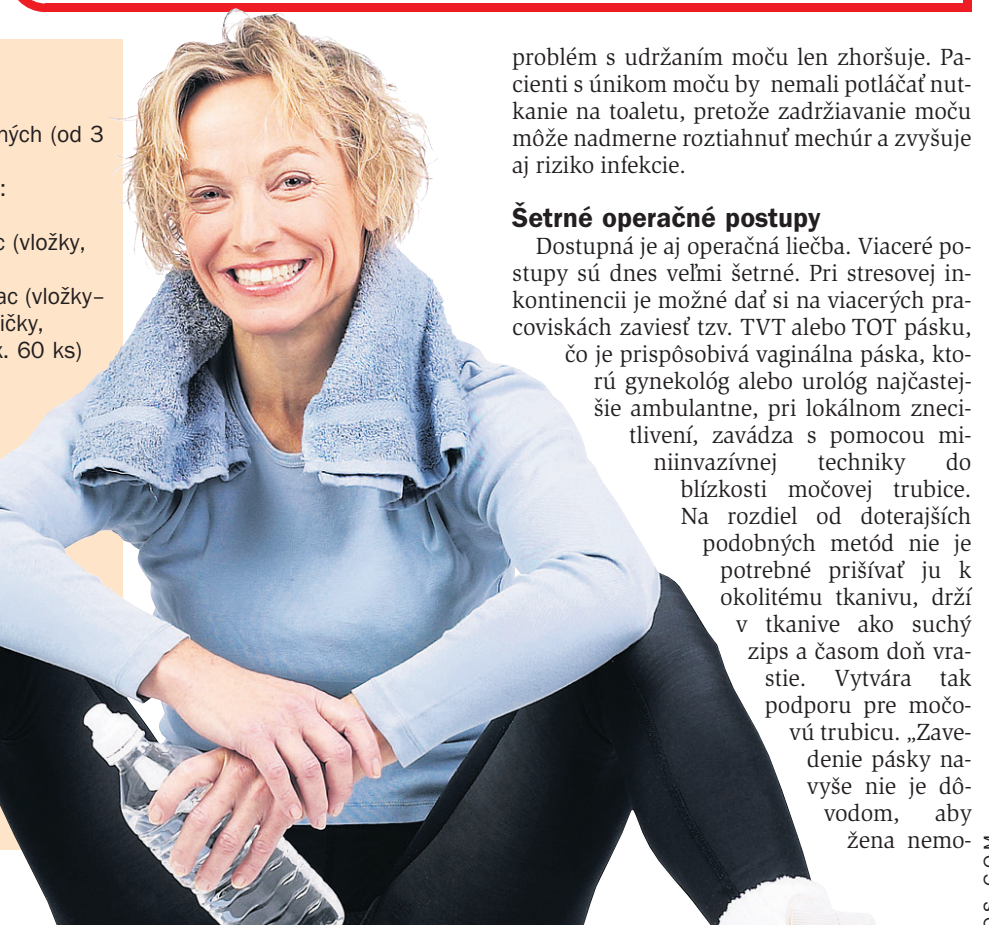 ných (od 3
:
c (vložky,
ac (vložky–
ičky,
. 60 ks)
problém s udržaním moču len zhoršuje. Pa-
cienti s únikom moču by nemali potláčať nut-
kanie na toaletu, pretože zadržiavanie moču
môže nadmerne roztiahnuť mechúr a zvyšuje
aj riziko infekcie.
Šetrné operačné postupy
Dostupná je aj operačná liečba. Viaceré po-
stupy sú dnes veľmi šetrné. Pri stresovej in-
kontinencii je možné dať si na viacerých pra-
coviskách zaviesť tzv. TVT alebo TOT pásku,
čo je prispôsobivá vaginálna páska, kto-
rú gynekológ alebo urológ najčastej-
šie ambulantne, pri lokálnom zneci-
tlivení, zavádza s pomocou mi-
niinvazívnej techniky do
blízkosti močovej trubice.
Na rozdiel od doterajších
podobných metód nie je
potrebné prišívať ju k
okolitému tkanivu, drží
v tkanive ako suchý
zips a časom doň vra-
stie. Vytvára tak
podporu pre močo-
vú trubicu. „Zave-
denie pásky na-
vyše nie je dô-
vodom, aby
žena nemo-